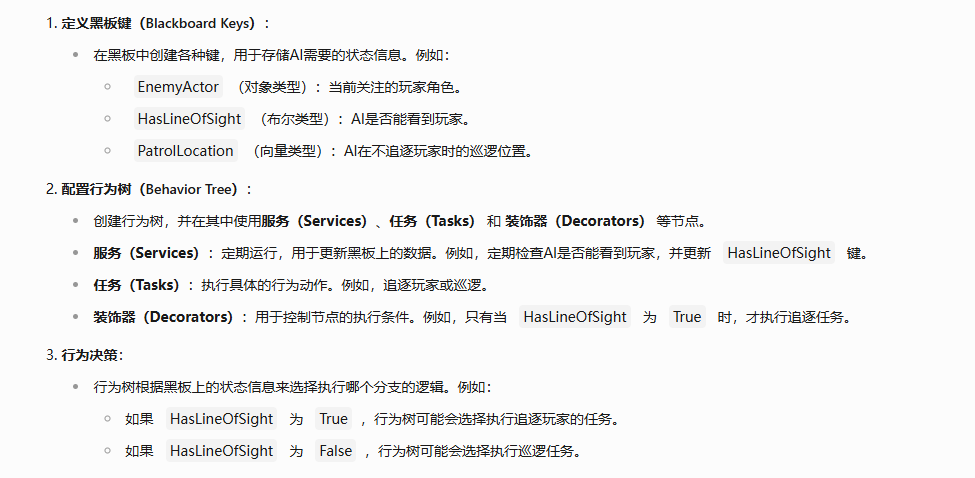 1. 定义黑板键（Blackboard Keys）：
• 在黑板中创建各种键，用于存储AI需要的状态信息。例如：
○ EnemyActor （对象类型）：当前关注的玩家角色。
○ HasLineOfSight （布尔类型）：AI是否能看到玩家。
○ PatrolLocation （向量类型）：AI在不追逐玩家时的巡逻位置。
2. 配置行为树（Behavior Tree）：
• 创建行为树，并在其中使用服务（Services）、任务（Tasks） 和 装饰器（Decorators） 等节点。
• 服务（Services）：定期运行，用于更新黑板上的数据。例如，定期检查AI是否能看到玩家，并更新 HasLineOfSight 键。
• 任务（Tasks）：执行具体的行为动作。例如，追逐玩家或巡逻。
• 装饰器（Decorators）：用于控制节点的执行条件。例如，只有当 HasLineOfSight 为 True 时，才执行追逐任务。
3. 行为决策：
• 行为树根据黑板上的状态信息来选择执行哪个分支的逻辑。例如：
○ 如果 HasLineOfSight 为 True ，行为树可能会选择执行追逐玩家的任务。
○ 如果 HasLineOfSight 为 False ，行为树可能会选择执行巡逻任务。